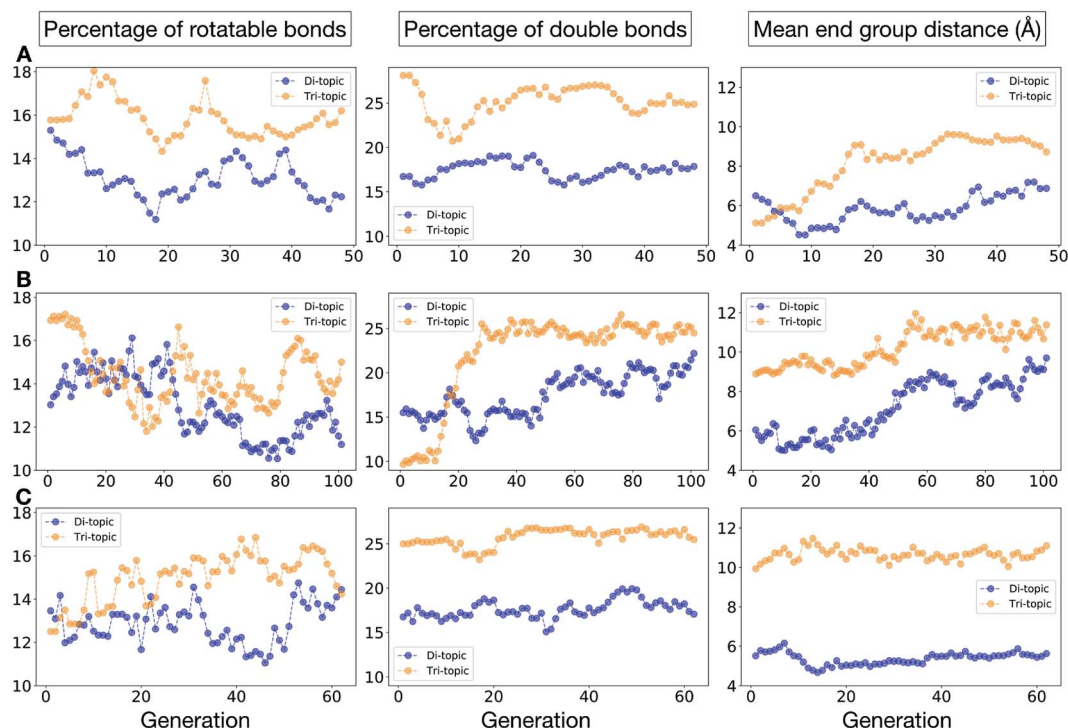 Percentage of rotatable bonds
Percentage of double bonds
Mean end group distance (Å)
A
18
16
14
12
10
0 10 20 30 40 50
Di-topic
Tri-topic
25
20
15
10
0 10 20 30 40 50
Di-topic
Tri-topic
12
10
8
6
4
0 10 20 30 40 50
Di-topic
Tri-topic
B
18
16
14
12
10
0 20 40 60 80 100
Di-topic
Tri-topic
25
20
15
10
0 20 40 60 80 100
Di-topic
Tri-topic
12
10
8
6
4
0 20 40 60 80 100
Di-topic
Tri-topic
C
18
16
14
12
10
0 20 40 60
Di-topic
Tri-topic
25
20
15
10
0 20 40 60
Di-topic
Tri-topic
12
10
8
6
4
0 20 40 60
Di-topic
Tri-topic
Generation
Generation
Generation